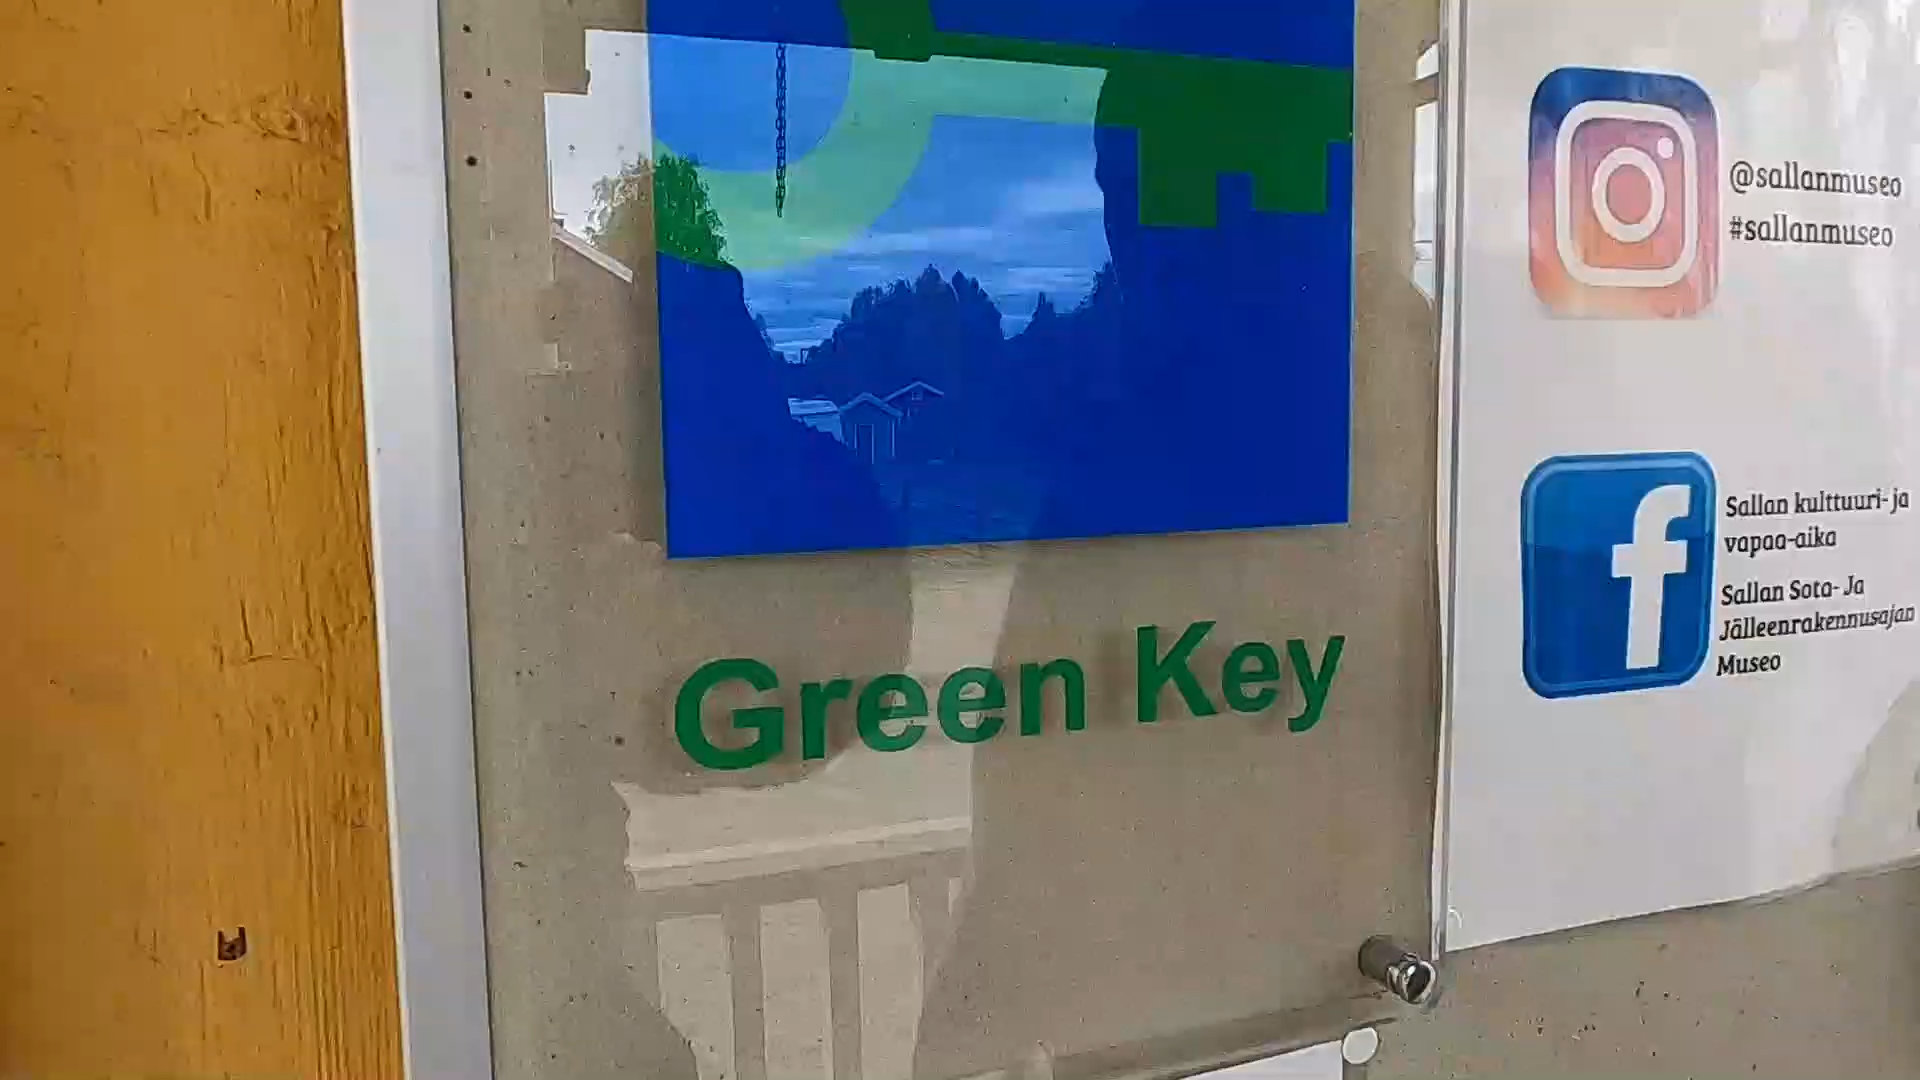 Green Key
@sallanmuseo
#sallanmuseo
f
Sallan kulttuuri- ja
vapaa-aika
Sallan Sota- Ja
Jälleenrakennusajan
Museo